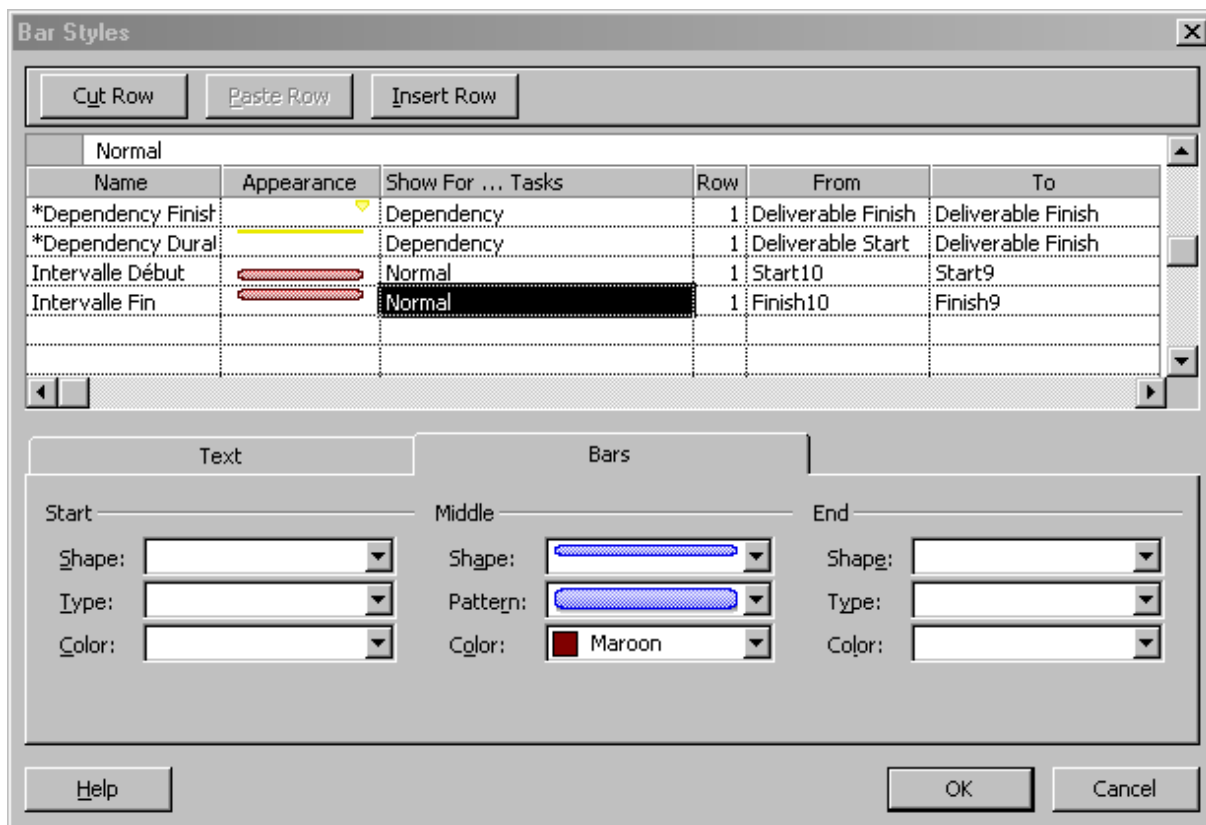 Bar Styles
Cut Row Paste Row Insert Row
Normal
Name Appearance Show For ... Tasks Row From To
*Dependency Finish Dependency 1 Deliverable Finish Deliverable Finish
*Dependency Durat Dependency 1 Deliverable Start Deliverable Finish
Intervalle Début Normal 1 Start10 Start9
Intervalle Fin Normal 1 Finish10 Finish9
Text Bars
Start Middle End
Shape: Shape: Shape:
Type: Pattern: Type:
Color: Maroon Color: Color:
Help OK Cancel